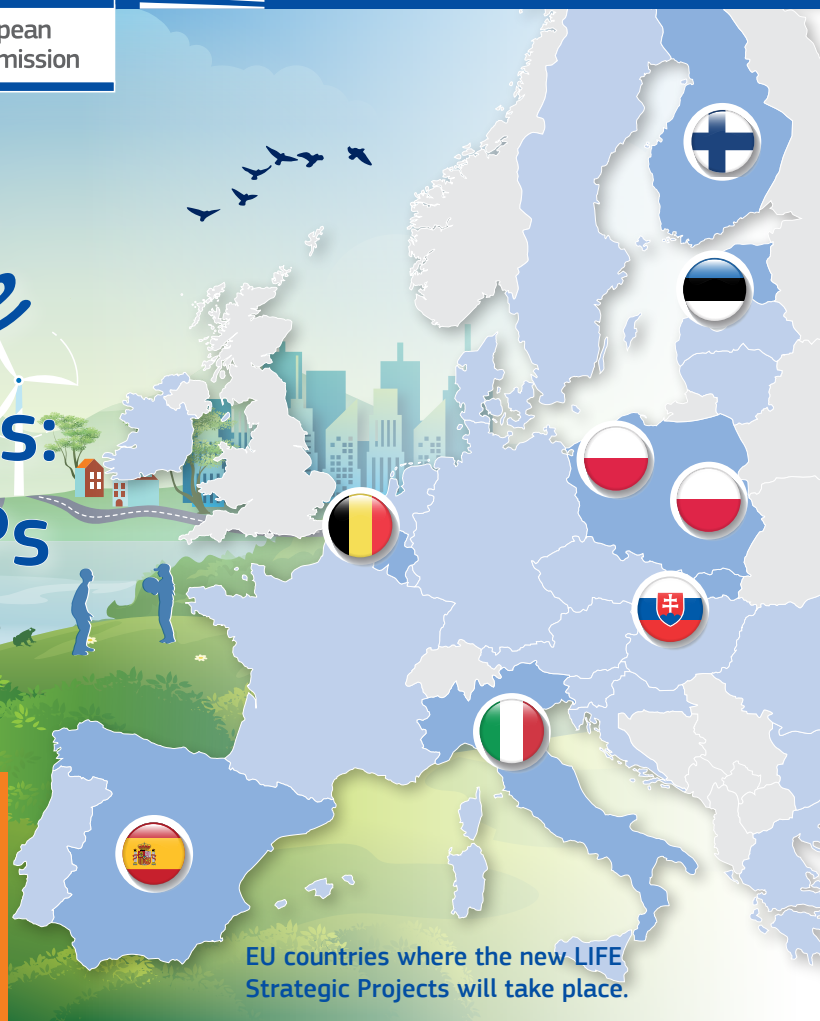 pean
mission
e
s:
Ps
EU countries where the new LIFE
Strategic Projects will take place.